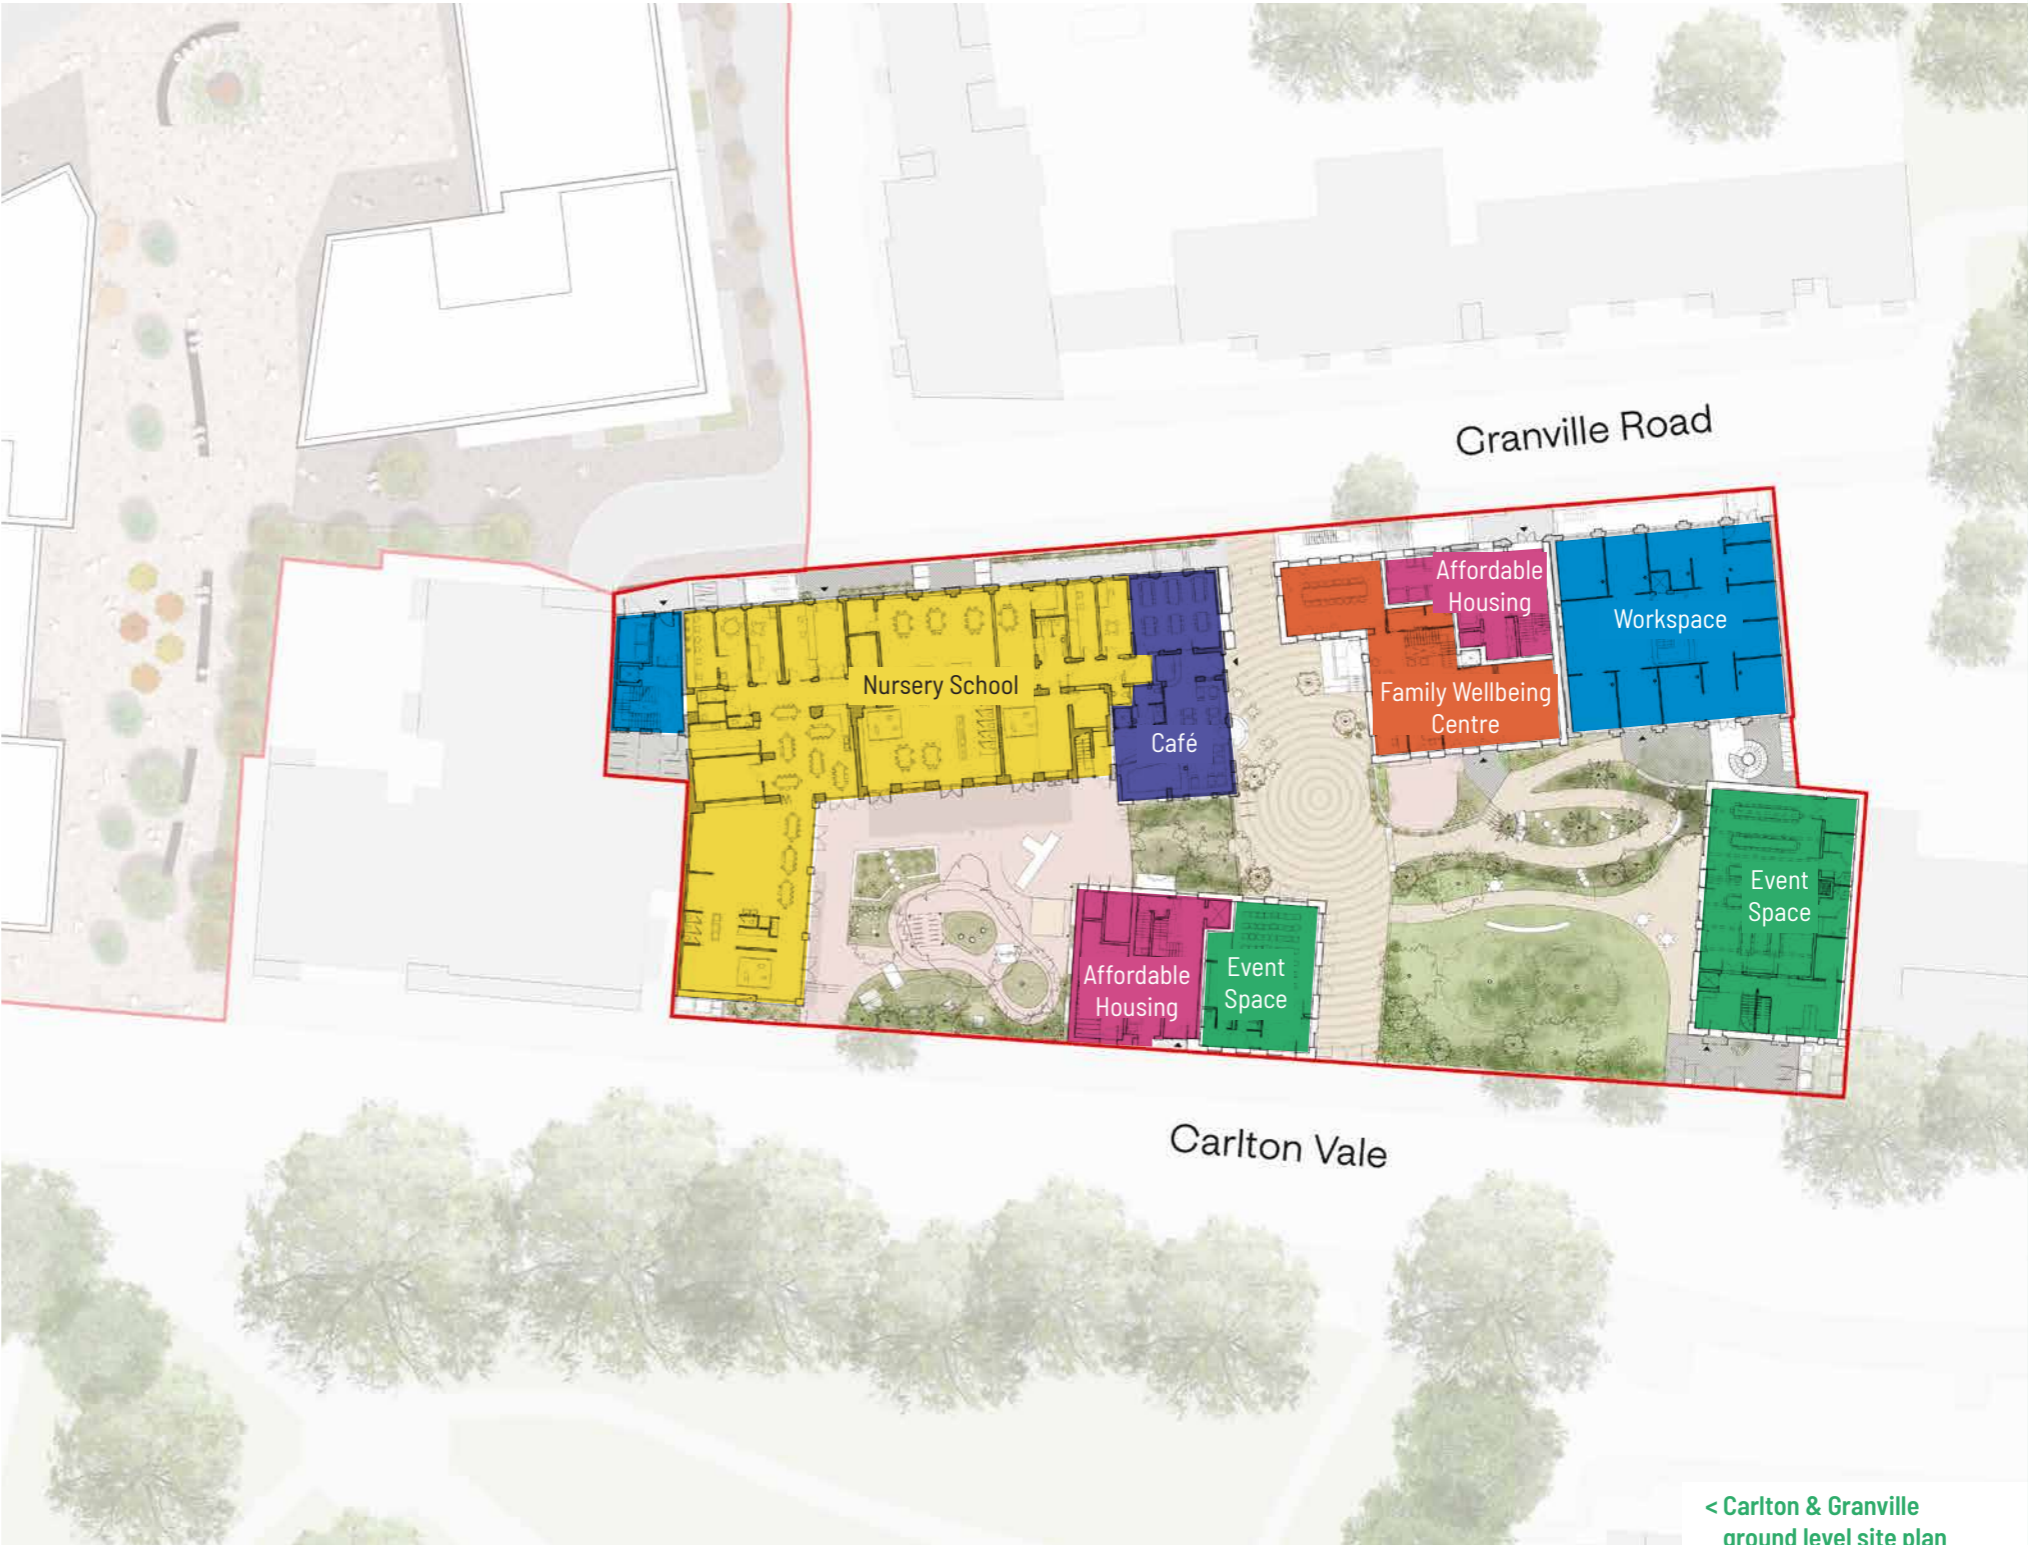 Granville Road
Affordable
Housing
Workspace
Nursery School
Family Wellbeing
Centre
Café
Event
Space
Affordable
Housing
Event
Space
Carlton Vale
< Carlton & Granville
ground level site plan